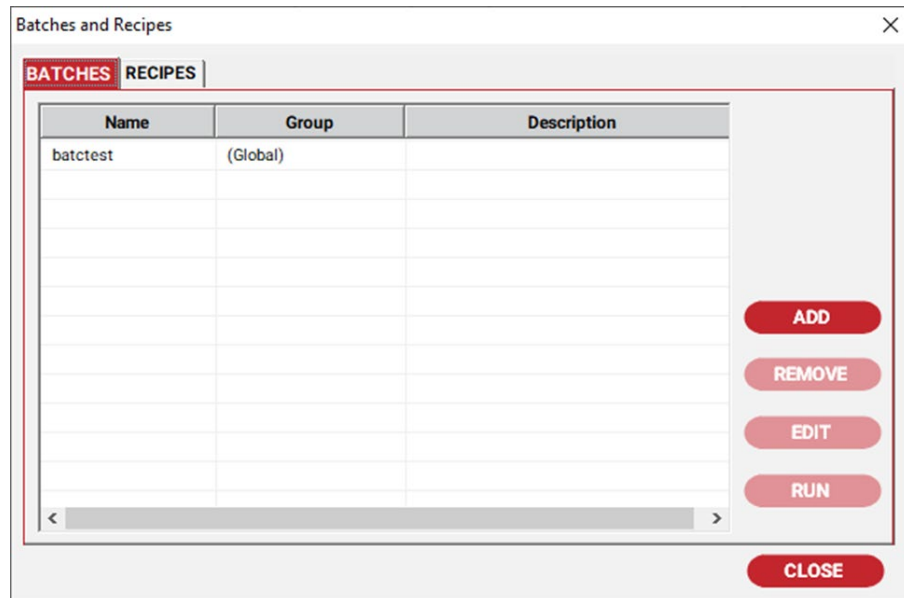 Batches and Recipes
BATCHES RECIPES
Name Group Description
batctest (Global)
ADD
REMOVE
EDIT
RUN
CLOSE